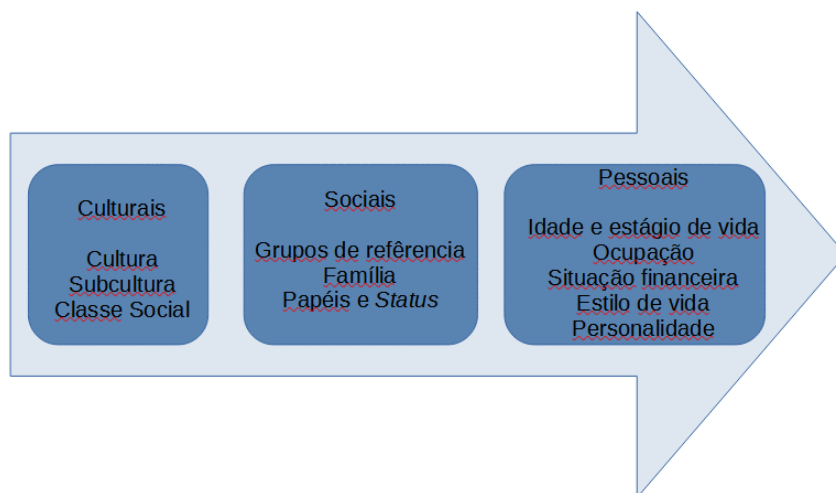 Culturais
Cultura
Subcultura
Classe Social
Sociais
Grupos de refêrencia
Família
Papéis e Status
Pessoais
Idade e estágio de vida
Ocupação
Situação financeira
Estilo de vida
Personalidade